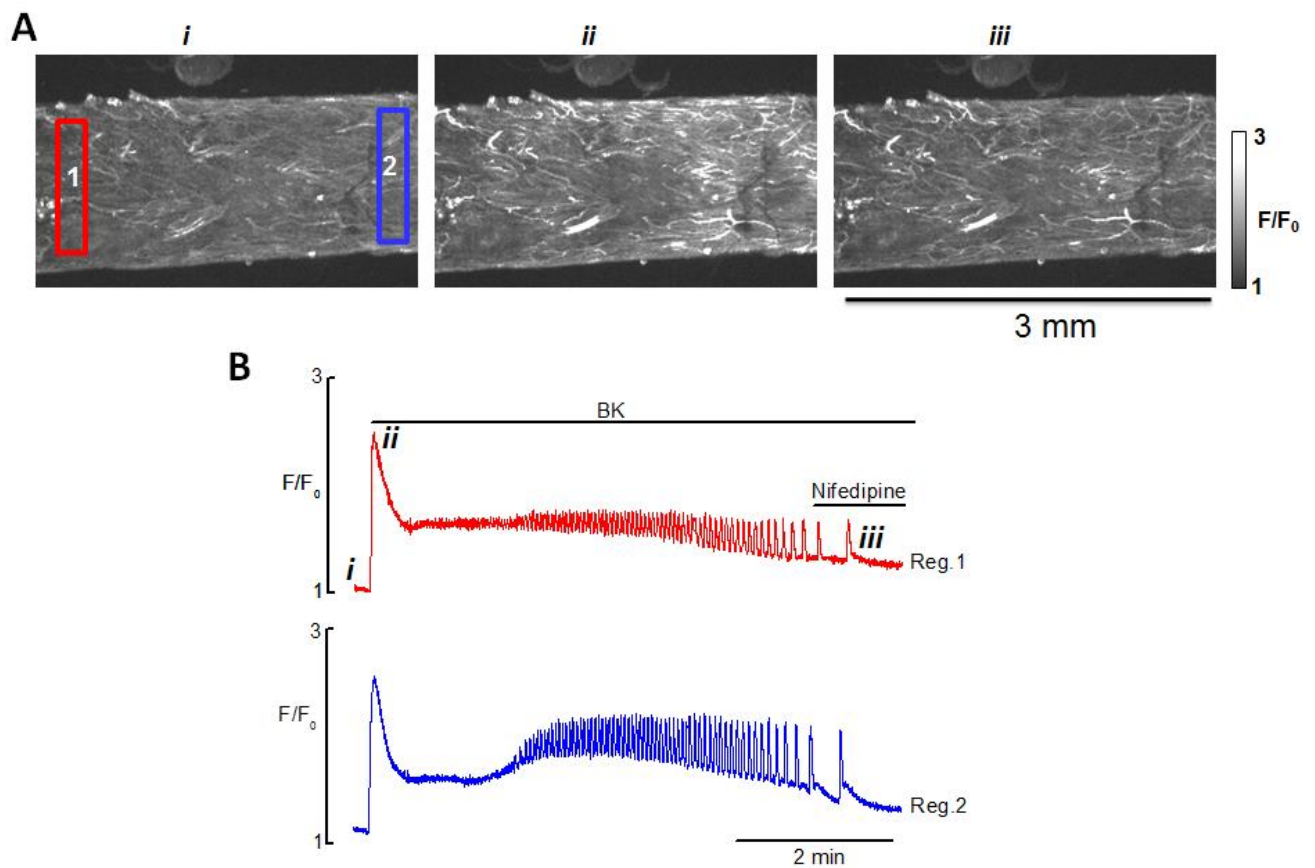 A
i ii iii
1
2
3
F/F0
1
3 mm
B
3
BK
ii
F/F0
Nifedipine
i
iii
Reg.1
1
3
F/F0
Reg.2
1
2 min